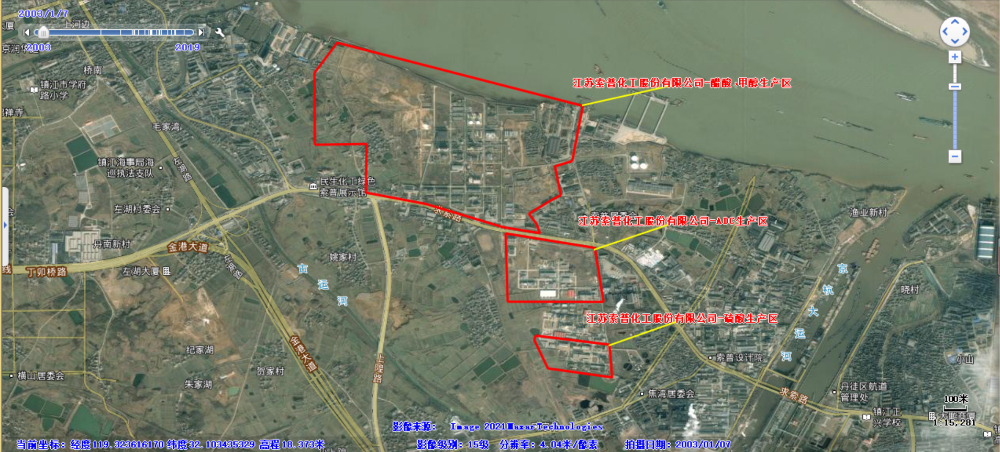 2003/1/7
上河边
2003
2019
京润华
桥南
镇江市学府
路小学
江苏索普化工股份有限公司-醋酸、甲醇生产区
禅寺
毛家湾
镇江海事局海
巡执法支队
左湖路
民生化工绿色
索普展示馆
左湖村委会
求索路
索普居委会
江苏索普化工股份有限公司-ADC生产区
渔业新村
丹南新村
金港大道
姚家村
左湖路
丁卯桥路
左湖大厦
古运河
京杭大运河
晓村
江苏索普化工股份有限公司-硫酸生产区
纪家湖
金港大道
贺家村
上隍路
索普设计院
小山
横山居委会
朱家湖
焦湾居委会
求索路
丹徒区航道
管理处
100米
镇江正
兴学校
1:15,281
影像来源: Image 2021MaxarTechnologies
当前坐标: 经度119.323616170 纬度32.103435329 高程18.373米
影像级别: 15级 分辨率: 4.04米/像素 拍摄日期: 2003/01/07